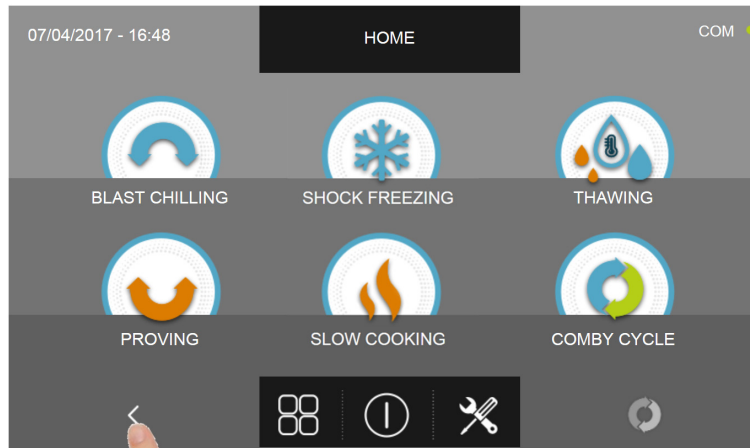 07/04/2017 - 16:48
HOME
COM
BLAST CHILLING
SHOCK FREEZING
THAWING
PROVING
SLOW COOKING
COMBY CYCLE